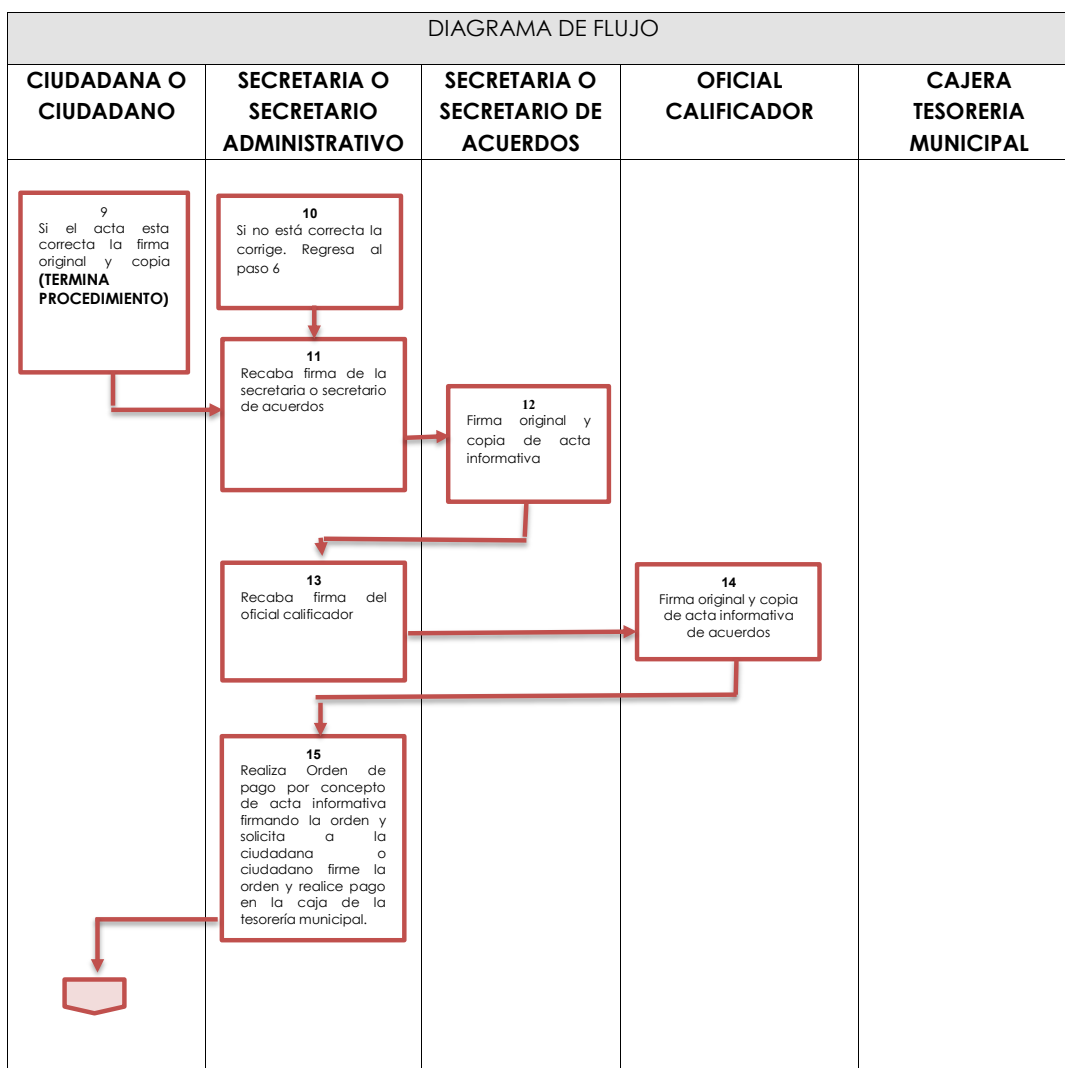 DIAGRAMA DE FLUJO
CIUDADANA O
CIUDADANO
SECRETARIA O
SECRETARIO
ADMINISTRATIVO
SECRETARIA O
SECRETARIO DE
ACUERDOS
OFICIAL
CALIFICADOR
CAJERA
TESORERIA
MUNICIPAL
9
Si el acta esta
correcta la firma
original y copia
(TERMINA
PROCEDIMIENTO)
10
Si no está correcta la
corrige. Regresa al
paso 6
11
Recaba firma de la
secretaria o secretario
de acuerdos
12
Firma original y
copia de acta
informativa
13
Recaba firma del
oficial calificador
14
Firma original y copia
de acta informativa
de acuerdos
15
Realiza Orden de
pago por concepto
de acta informativa
firmando la orden y
solicita a la
ciudadana o
ciudadano firme la
orden y realice pago
en la caja de la
tesorería municipal.